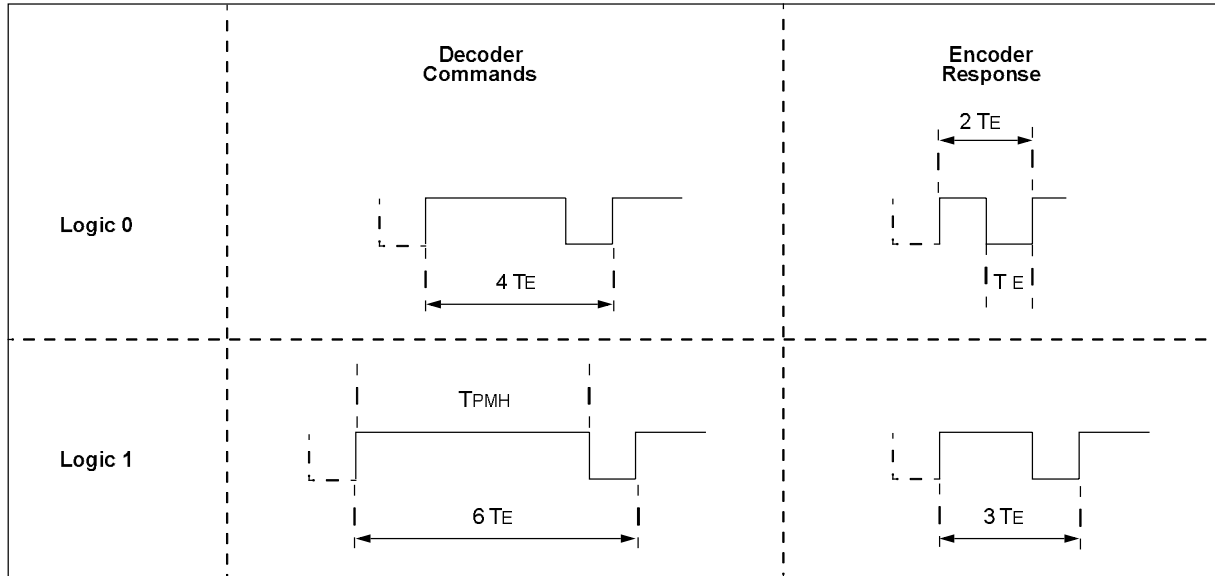 Decoder
Commands
Encoder
Response
2 TE
Logic 0
4 TE
T E
TPMH
Logic 1
6 TE
3 TE